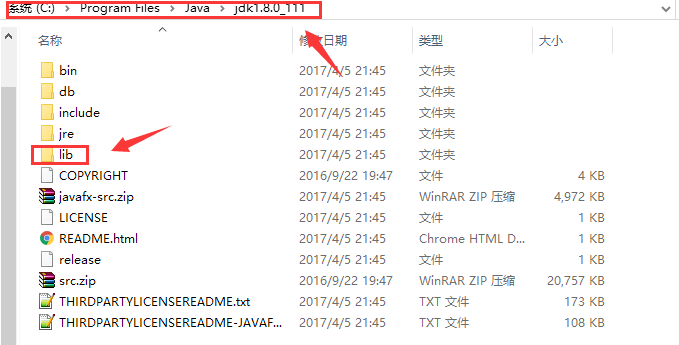 系统 (C:) > Program Files > Java > jdk1.8.0_111
名称 修改日期 类型 大小
bin 2017/4/5 21:45 文件夹
db 2017/4/5 21:45 文件夹
include 2017/4/5 21:45 文件夹
jre 2017/4/5 21:45 文件夹
lib 2017/4/5 21:45 文件夹
COPYRIGHT 2016/9/22 19:47 文件 4 KB
javafx-src.zip 2017/4/5 21:45 WinRAR ZIP 压缩 4,972 KB
LICENSE 2017/4/5 21:45 文件 1 KB
README.html 2017/4/5 21:45 Chrome HTML D... 1 KB
release 2017/4/5 21:45 文件 1 KB
src.zip 2016/9/22 19:47 WinRAR ZIP 压缩 20,757 KB
THIRDPARTYLICENSEREADME.txt 2017/4/5 21:45 TXT 文件 173 KB
THIRDPARTYLICENSEREADME-JAVAF... 2017/4/5 21:45 TXT 文件 108 KB